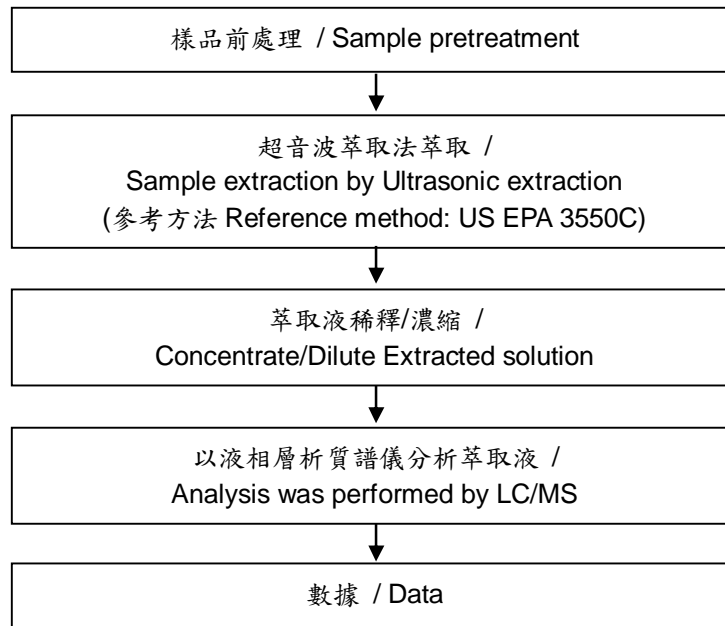 樣品前處理 / Sample pretreatment
超音波萃取法萃取 /
Sample extraction by Ultrasonic extraction
(參考方法 Reference method: US EPA 3550C)
萃取液稀釋/濃縮 /
Concentrate/Dilute Extracted solution
以液相層析質譜儀分析萃取液 /
Analysis was performed by LC/MS
數據 / Data